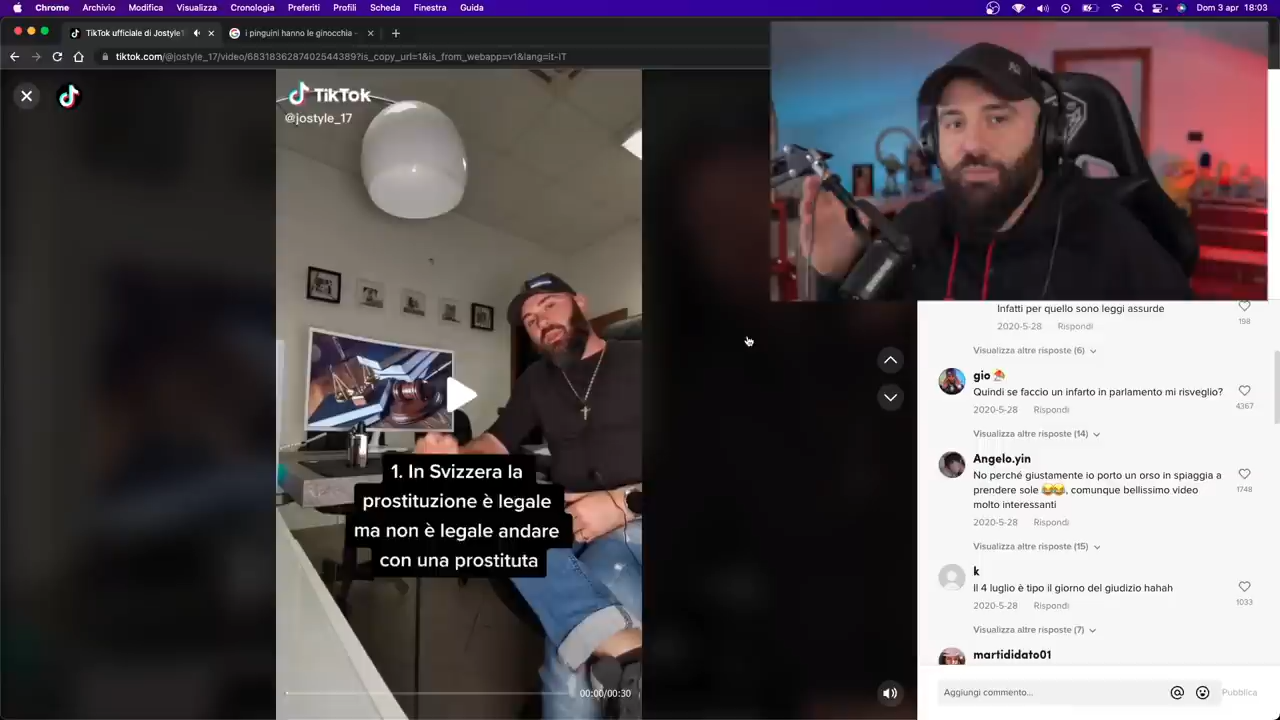 Chrome Archivio Modifica Visualizza Cronologia Preferiti Profili Scheda Finestra Guida Dom 3 apr 18:03
TikTok ufficiale di Jostyle1 i pinguini hanno le ginocchia -
tiktok.com/@jostyle_17/video/6831836287402544389?is_copy_url=1&is_from_webapp=v1&lang=it-IT
TikTok
@jostyle_17
1. In Svizzera la
prostituzione è legale
ma non è legale andare
con una prostituta
00:00/00:30
Infatti per quello sono leggi assurde
2020-5-28 Rispondi
198
Visualizza altre risposte (6)
gio
Quindi se faccio un infarto in parlamento mi risveglio?
2020-5-28 Rispondi
4367
Visualizza altre risposte (14)
Angelo.yin
No perché giustamente io porto un orso in spiaggia a
prendere sole 😂😂, comunque bellissimo video
molto interessanti
2020-5-28 Rispondi
1748
Visualizza altre risposte (15)
k
Il 4 luglio è tipo il giorno del giudizio hahah
2020-5-28 Rispondi
1033
Visualizza altre risposte (7)
martididato01
Aggiungi commento...
Pubblica